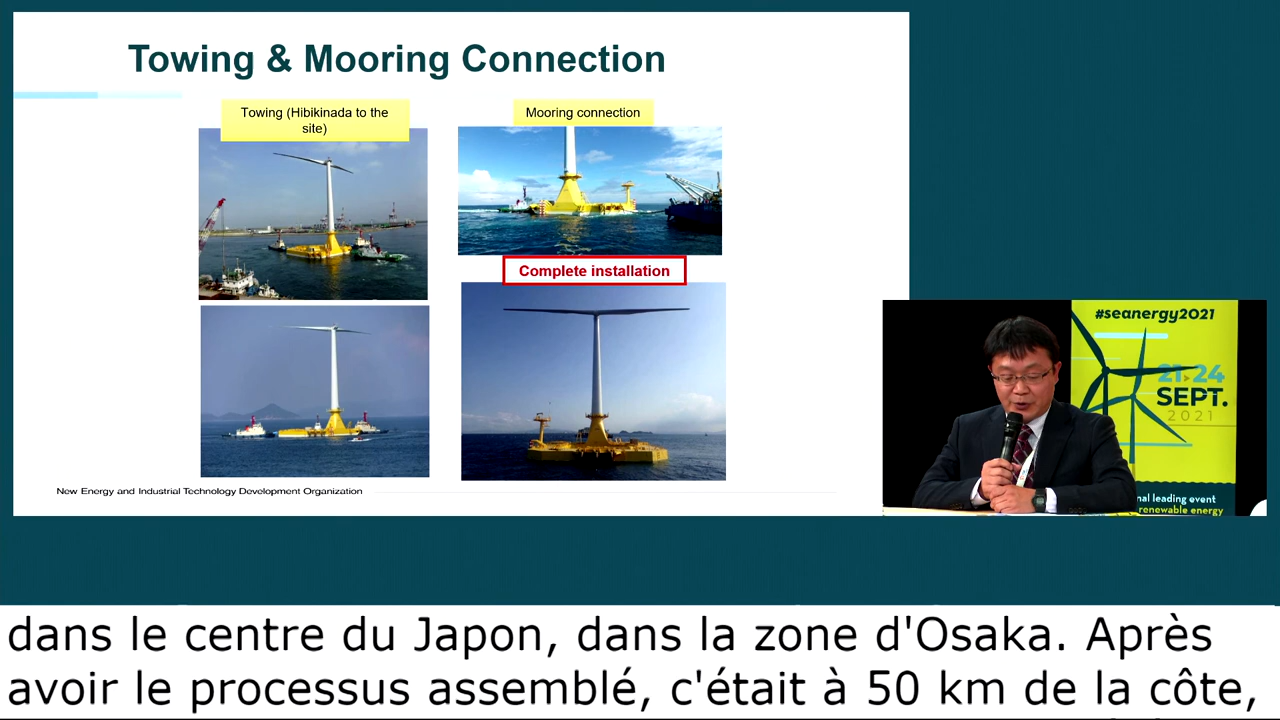 Towing & Mooring Connection
Towing (Hibikinada to the
site)
Mooring connection
Complete installation
New Energy and Industrial Technology Development Organization
#seanergy2021
21>24
SEPT.
2021
nal leading event
renewable energy
dans le centre du Japon, dans la zone d'Osaka. Après
avoir le processus assemblé, c'était à 50 km de la côte,